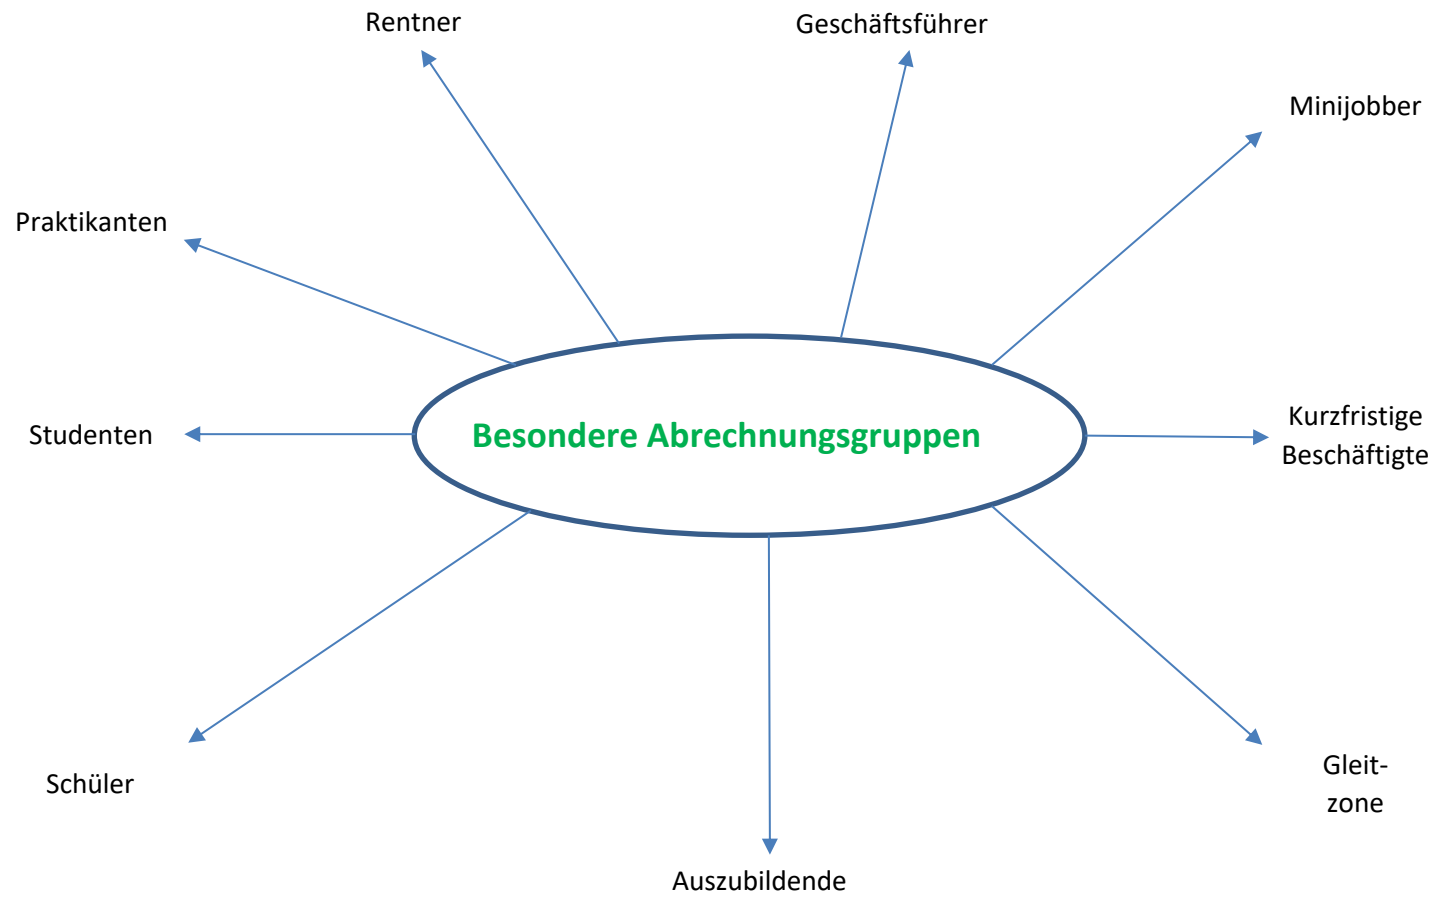 Rentner
Geschäftsführer
Minijobber
Praktikanten
Studenten
Besondere Abrechnungsgruppen
Kurzfristige
Beschäftigte
Schüler
Gleit-
zone
Auszubildende